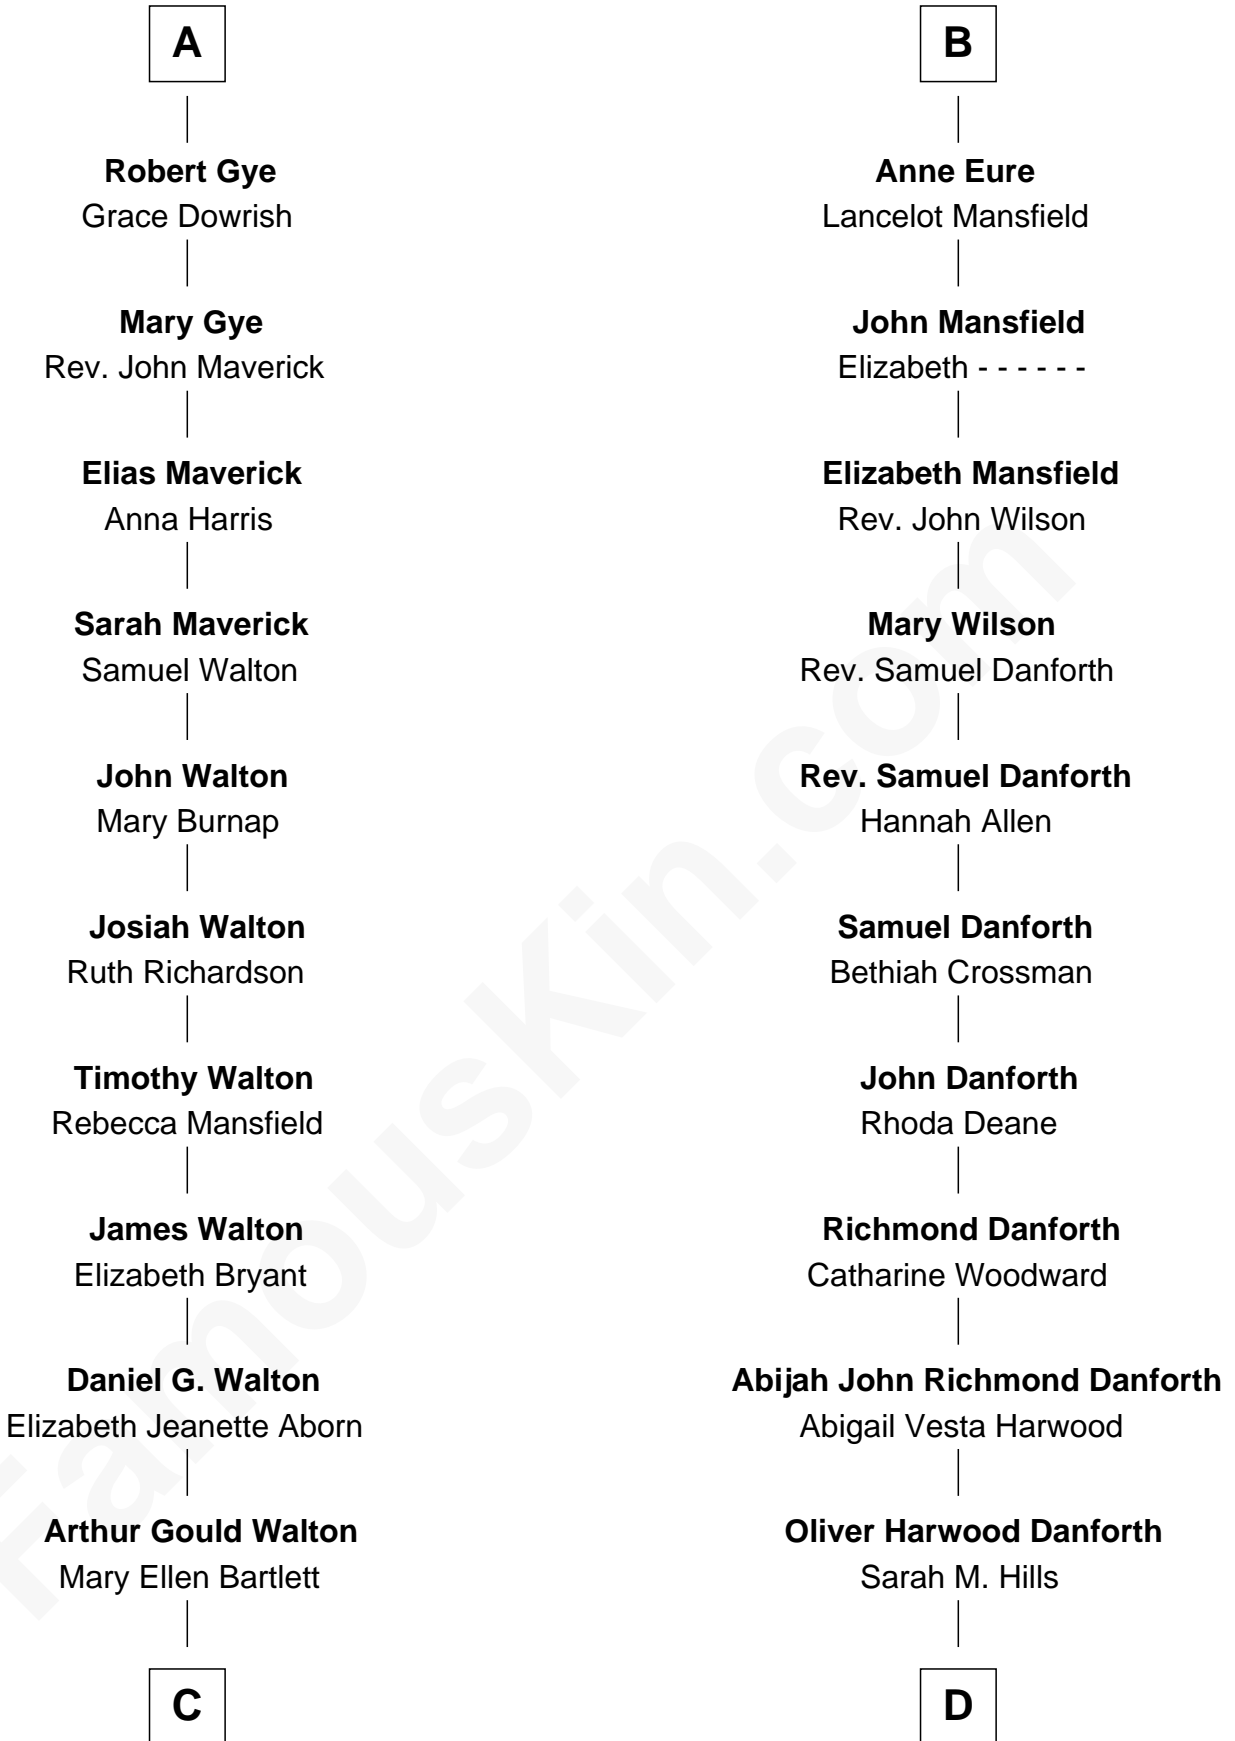 A
Robert Gye
Grace Dowrish
Mary Gye
Rev. John Maverick
Elias Maverick
Anna Harris
Sarah Maverick
Samuel Walton
John Walton
Mary Burnap
Josiah Walton
Ruth Richardson
Timothy Walton
Rebecca Mansfield
James Walton
Elizabeth Bryant
Daniel G. Walton
Elizabeth Jeanette Aborn
Arthur Gould Walton
Mary Ellen Bartlett
C
B
Anne Eure
Lancelot Mansfield
John Mansfield
Elizabeth - - - - - -
Elizabeth Mansfield
Rev. John Wilson
Mary Wilson
Rev. Samuel Danforth
Rev. Samuel Danforth
Hannah Allen
Samuel Danforth
Bethiah Crossman
John Danforth
Rhoda Deane
Richmond Danforth
Catharine Woodward
Abijah John Richmond Danforth
Abigail Vesta Harwood
Oliver Harwood Danforth
Sarah M. Hills
D
FamousKin.com